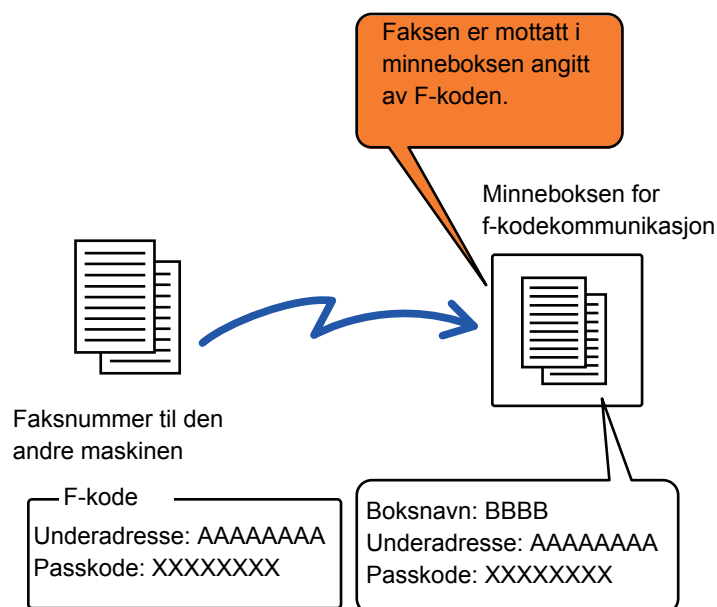 Faksen er mottatt i
minneboksen angitt
av F-koden.
Minneboksen for
f-kodekommunikasjon
Faksnummer til den
andre maskinen
F-kode
Underadresse: AAAAAAAA
Passkode: XXXXXXXX
Boksnavn: BBBB
Underadresse: AAAAAAAA
Passkode: XXXXXXXX